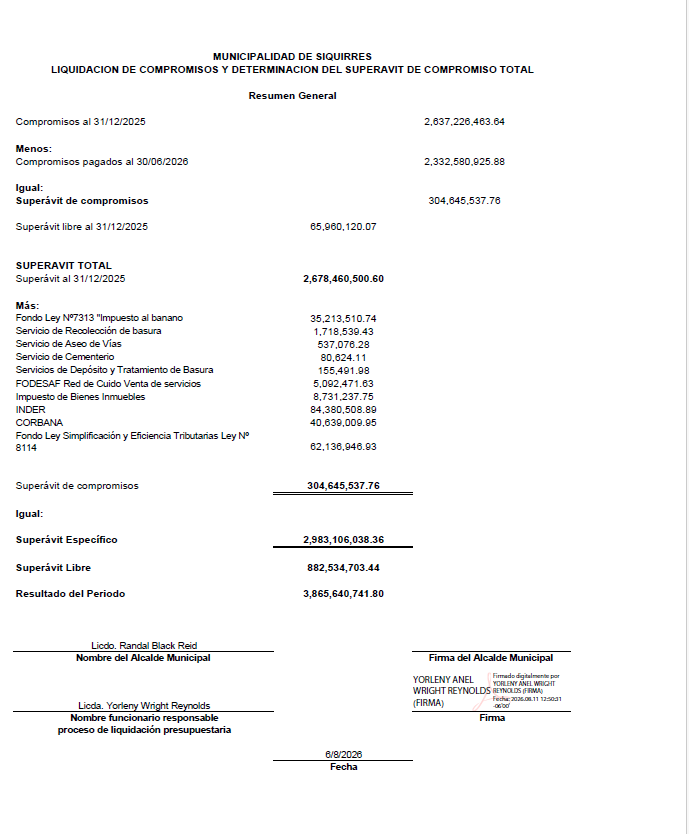 MUNICIPALIDAD DE SIQUIRRES
LIQUIDACION DE COMPROMISOS Y DETERMINACION DEL SUPERAVIT DE COMPROMISO TOTAL
Resumen General
Compromisos al 31/12/2025 2,637,226,463.64
Menos:
Compromisos pagados al 30/06/2026 2,332,580,925.88
Igual:
Superávit de compromisos 304,645,537.76
Superávit libre al 31/12/2025 65,960,120.07
SUPERAVIT TOTAL
Superávit al 31/12/2025 2,678,460,500.60
Más:
Fondo Ley Nº7313 "Impuesto al banano 35,213,510.74
Servicio de Recolección de basura 1,718,539.43
Servicio de Aseo de Vías 537,076.28
Servicio de Cementerio 80,624.11
Servicios de Depósito y Tratamiento de Basura 155,491.98
FODESAF Red de Cuido Venta de servicios 5,092,471.63
Impuesto de Bienes Inmuebles 8,731,237.75
INDER 84,380,508.89
CORBANA 40,639,009.95
Fondo Ley Simplificación y Eficiencia Tributarias Ley Nº
8114 62,136,946.93
Superávit de compromisos 304,645,537.76
Igual:
Superávit Específico 2,983,106,038.36
Superávit Libre 882,534,703.44
Resultado del Periodo 3,865,640,741.80
Licdo. Randal Black Reid
Nombre del Alcalde Municipal Firma del Alcalde Municipal
YORLENY ANEL
WRIGHT REYNOLDS
(FIRMA)
Firmado digitalmente por
YORLENY ANEL WRIGHT
REYNOLDS (FIRMA)
Fecha: 2026.08.11 12:50:31
-06'00'
Licda. Yorleny Wright Reynolds
Nombre funcionario responsable Firma
proceso de liquidación presupuestaria
6/8/2026
Fecha